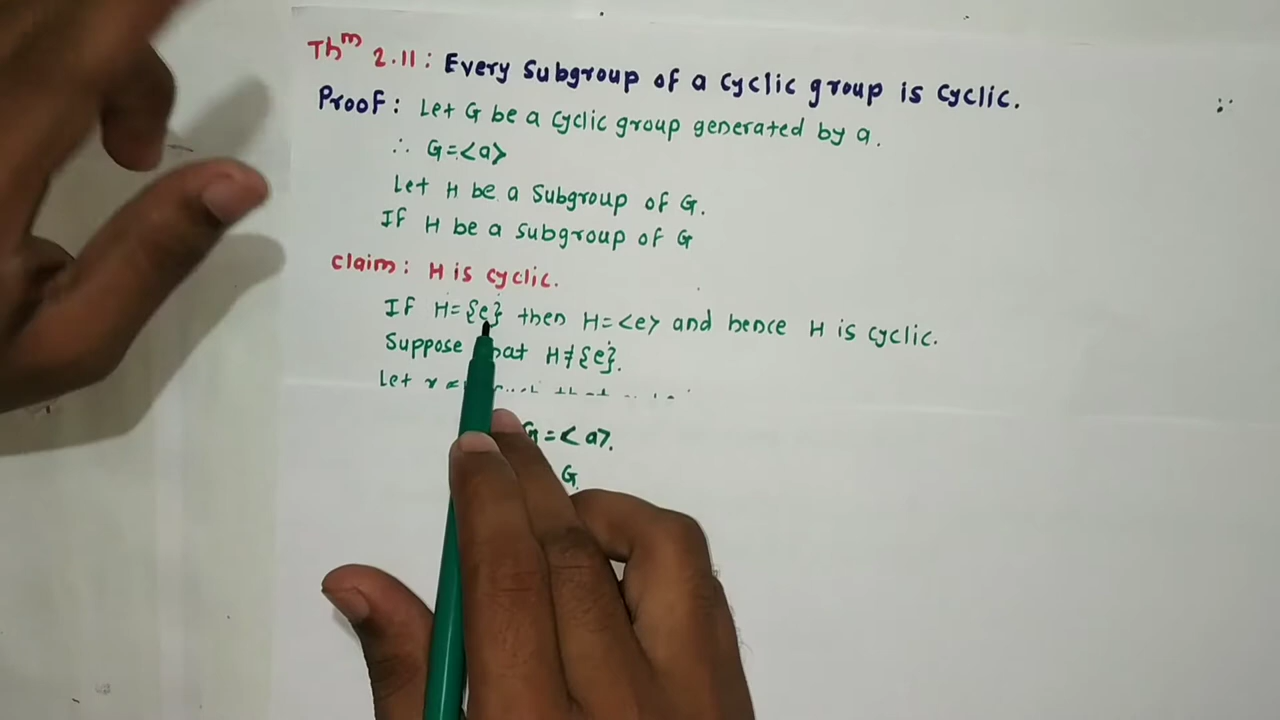 Thm 2.11: Every Subgroup of a cyclic group is cyclic.
Proof: Let G be a cyclic group generated by a.
∴ G=<a>
Let H be a Subgroup of G.
If H be a subgroup of G
claim: H is cyclic.
If H={e} then H=<e> and hence H is cyclic.
Suppose H≠{e}.
Let
G=<a>.
G.